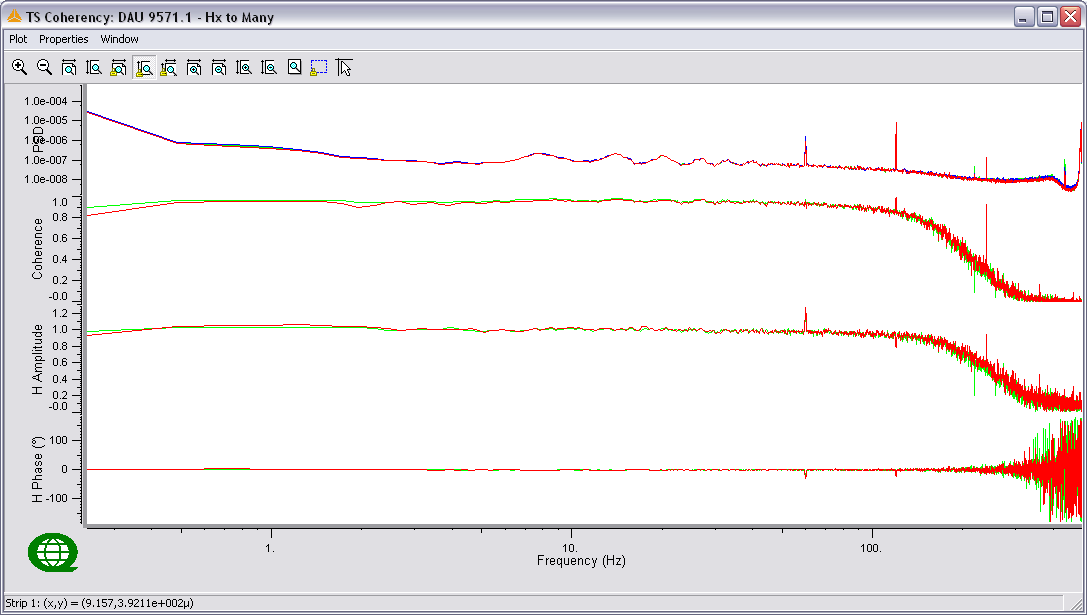 TS Coherency: DAU 9571.1 - Hx to Many
Plot Properties Window
PSD
1.0e-004
1.0e-005
1.0e-006
1.0e-007
1.0e-008
Coherence
1.0
0.8
0.6
0.4
0.2
-0.0
H Amplitude
1.2
1.0
0.8
0.6
0.4
0.2
-0.0
H Phase (°)
100
0
-100
1. 10. 100.
Frequency (Hz)
Strip 1: (x,y) = (9.157,3.9211e+002µ)